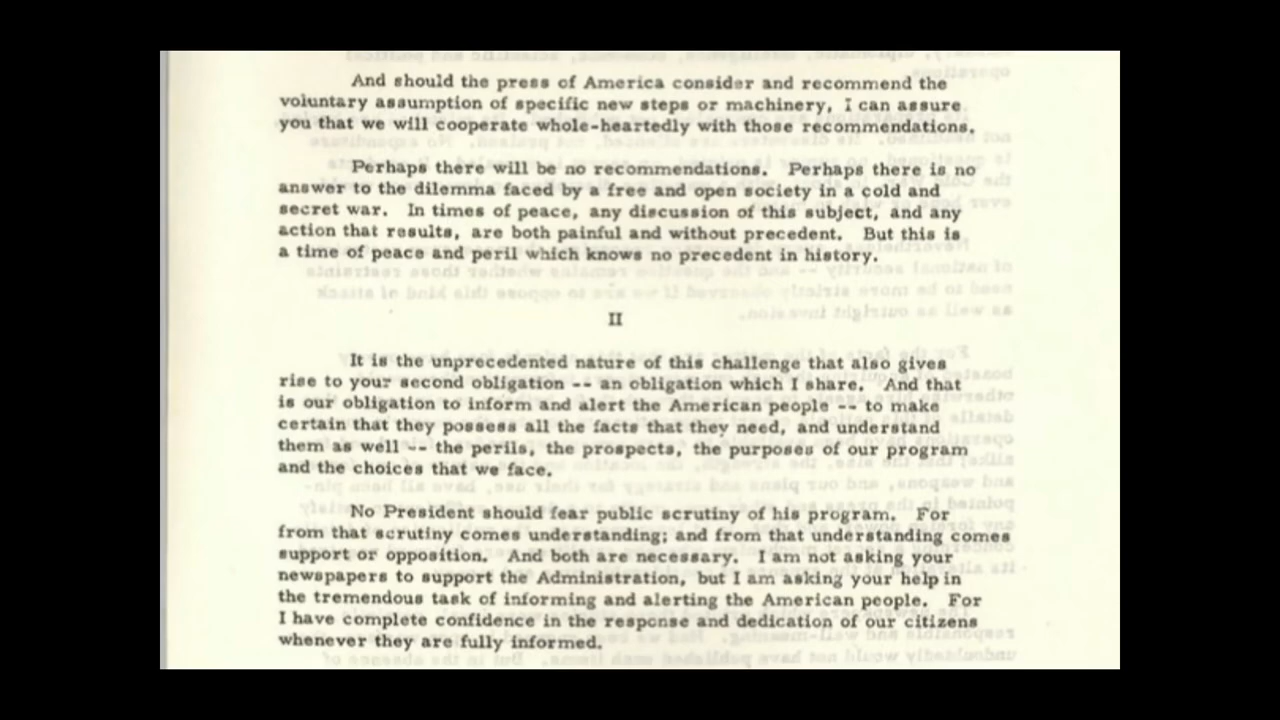 And should the press of America consider and recommend the
voluntary assumption of specific new steps or machinery, I can assure
you that we will cooperate whole-heartedly with those recommendations.
Perhaps there will be no recommendations. Perhaps there is no
answer to the dilemma faced by a free and open society in a cold and
secret war. In times of peace, any discussion of this subject, and any
action that results, are both painful and without precedent. But this is
a time of peace and peril which knows no precedent in history.
II
It is the unprecedented nature of this challenge that also gives
rise to your second obligation -- an obligation which I share. And that
is our obligation to inform and alert the American people -- to make
certain that they possess all the facts that they need, and understand
them as well -- the perils, the prospects, the purposes of our program
and the choices that we face.
No President should fear public scrutiny of his program. For
from that scrutiny comes understanding; and from that understanding comes
support or opposition. And both are necessary. I am not asking your
newspapers to support the Administration, but I am asking your help in
the tremendous task of informing and alerting the American people. For
I have complete confidence in the response and dedication of our citizens
whenever they are fully informed.